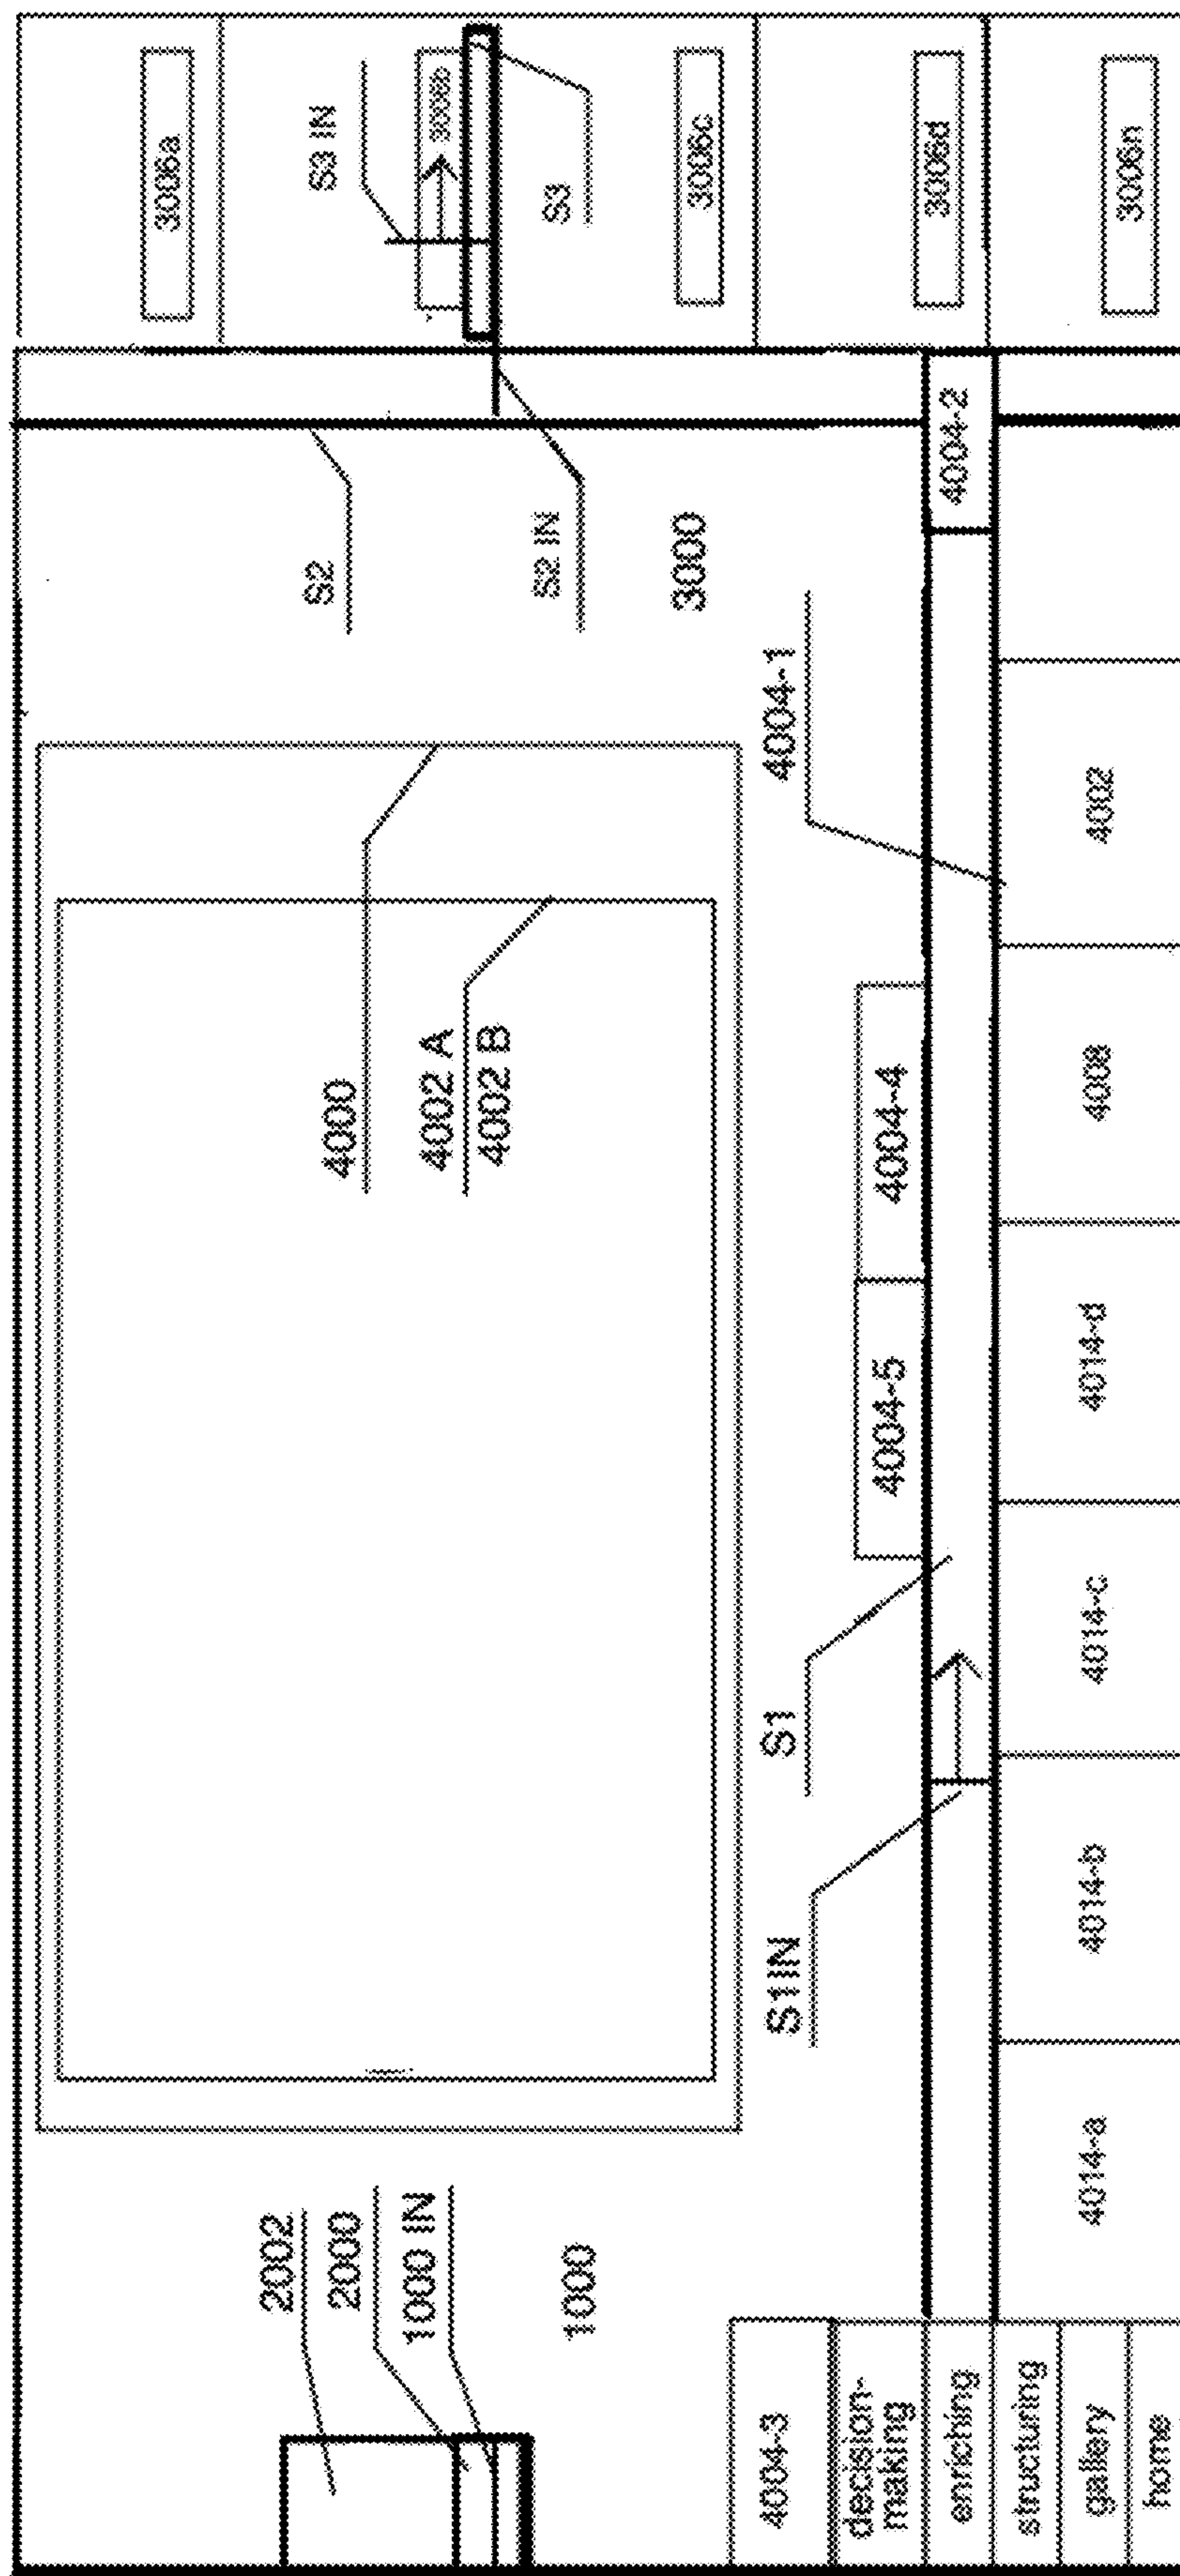 3006a
S3 IN
3006b
S3
3006c
3006d
3006n
S2
S2 IN
3000
4004-2
4000
4002 A
4002 B
4004-1
4004-4
4004-5
S1
S1IN
2002
2000
1000 IN
1000
4004-3
decision-
making
enriching
structuring
gallery
home
4014-a
4014-b
4014-c
4014-d
4008
4002